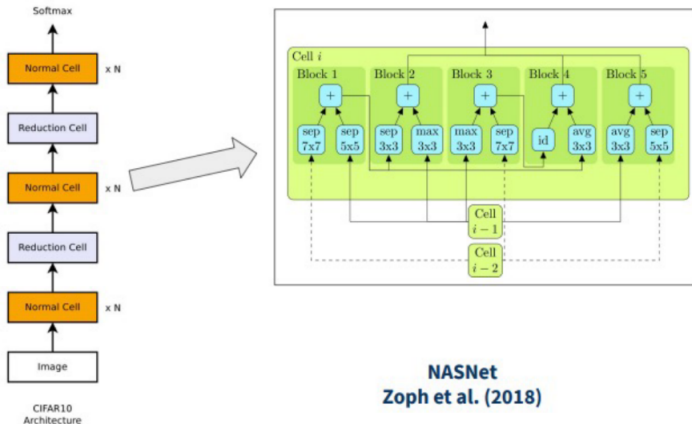 Softmax
Normal Cell
x N
Reduction Cell
Normal Cell
x N
Reduction Cell
Normal Cell
x N
Image
CIFAR10
Architecture
Cell i
Block 1
Block 2
Block 3
Block 4
Block 5
+
+
+
+
+
sep
7x7
sep
5x5
sep
3x3
max
3x3
max
3x3
sep
7x7
id
avg
3x3
avg
3x3
sep
5x5
Cell
i − 1
Cell
i − 2
NASNet
Zoph et al. (2018)